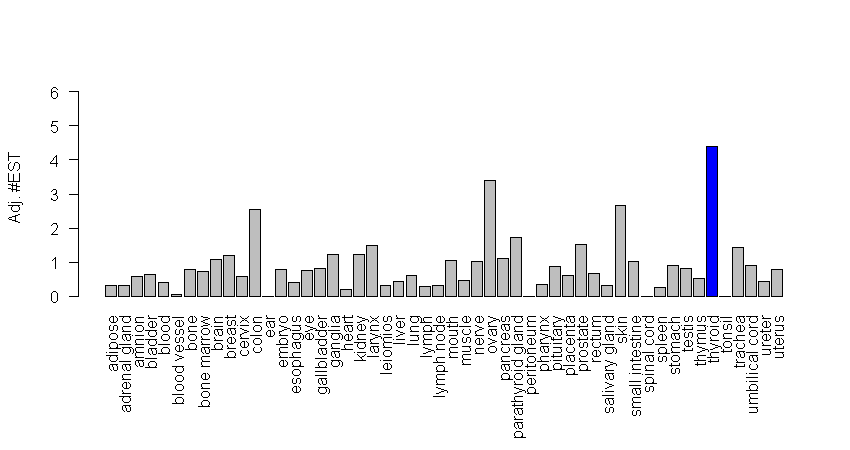 6
5
4
3
2
1
0
Adj. #EST
adipose
adrenal gland
amnion
bladder
blood
blood vessel
bone
bone marrow
brain
breast
cervix
colon
ear
embryo
esophagus
eye
gallbladder
ganglia
heart
kidney
larynx
leiomios
liver
lung
lymph
lymph node
mouth
muscle
nerve
ovary
pancreas
parathyroid gland
peritoneum
pharynx
pituitary
placenta
prostate
rectum
salivary gland
skin
small intestine
spinal cord
spleen
stomach
testis
thymus
thyroid
tonsil
trachea
umbilical cord
ureter
uterus